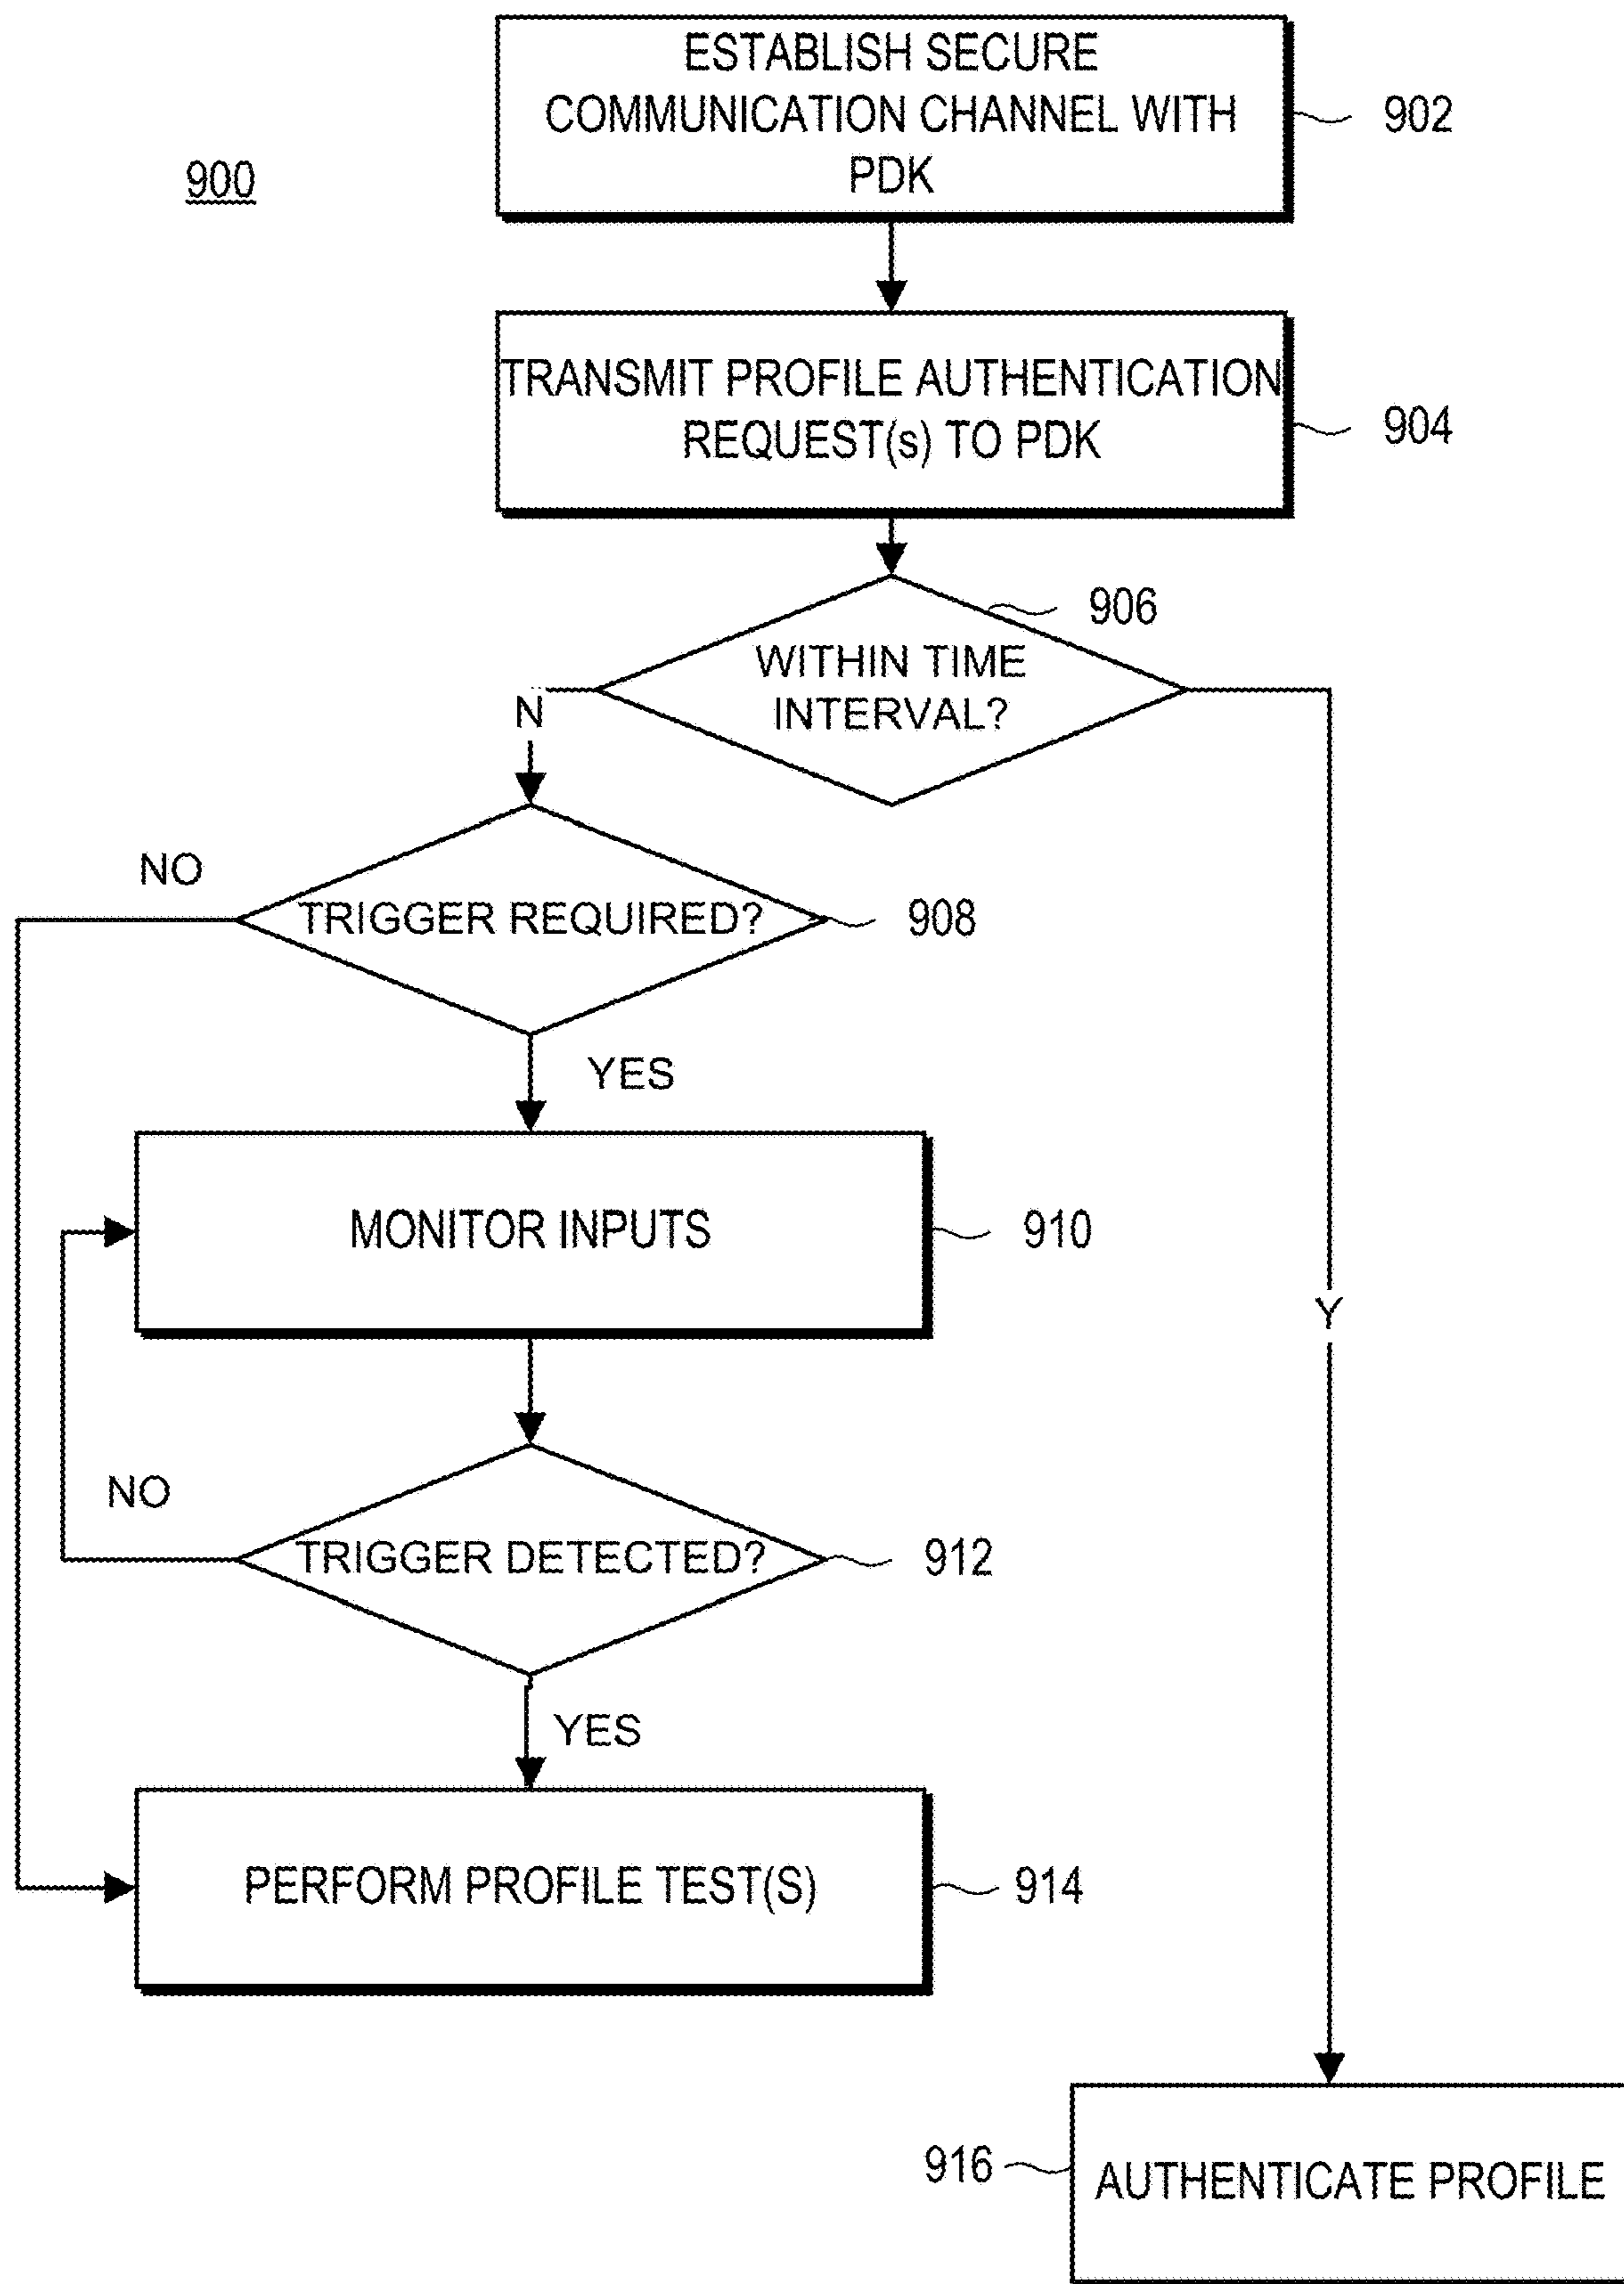 ESTABLISH SECURE
COMMUNICATION CHANNEL WITH
PDK
902
900
TRANSMIT PROFILE AUTHENTICATION
REQUEST(s) TO PDK
904
906
WITHIN TIME
INTERVAL?
N
NO
TRIGGER REQUIRED?
908
YES
MONITOR INPUTS
910
Y
NO
TRIGGER DETECTED?
912
YES
PERFORM PROFILE TEST(S)
914
916
AUTHENTICATE PROFILE